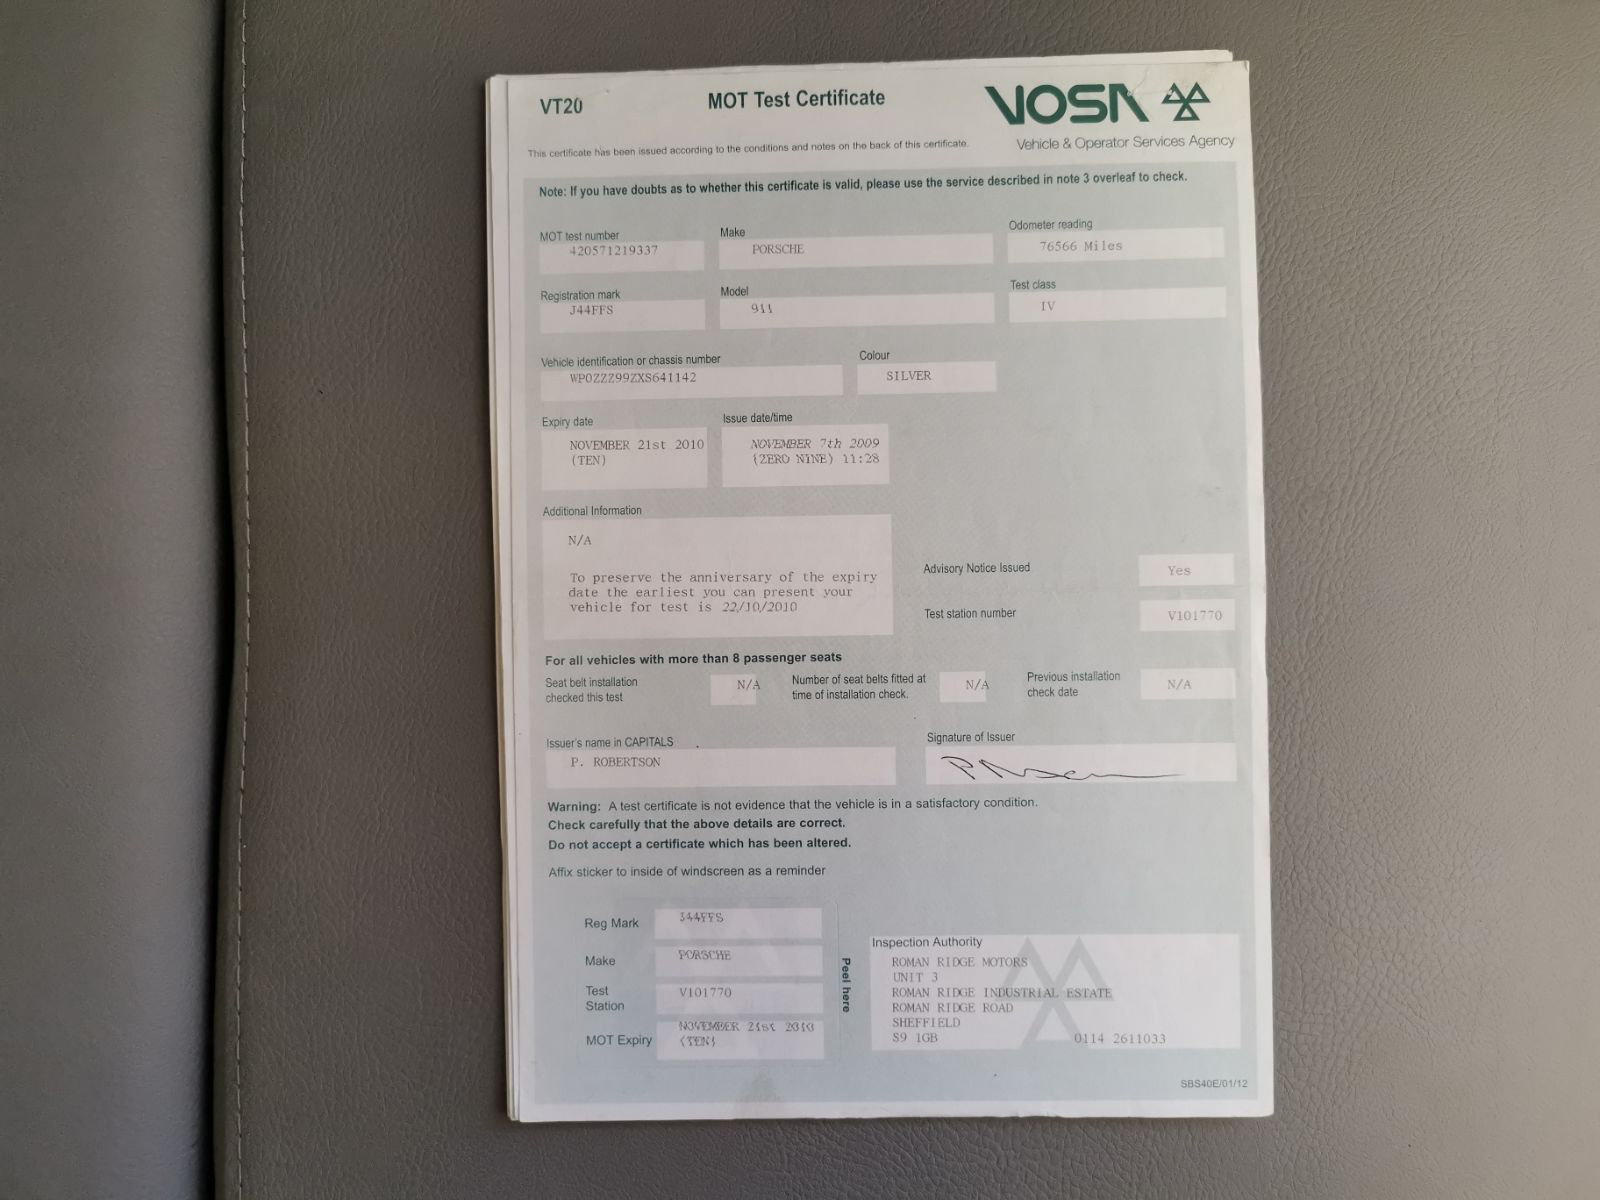 VT20
MOT Test Certificate
VOSA
Vehicle & Operator Services Agency
This certificate has been issued according to the conditions and notes on the back of this certificate.
Note: If you have doubts as to whether this certificate is valid, please use the service described in note 3 overleaf to check.
MOT test number
420571219337
Make
PORSCHE
Odometer reading
76566 Miles
Registration mark
J44FFS
Model
911
Test class
IV
Vehicle identification or chassis number
WP0ZZZ99ZXS641142
Colour
SILVER
Expiry date
NOVEMBER 21st 2010
(TEN)
Issue date/time
NOVEMBER 7th 2009
(ZERO NINE) 11:28
Additional Information
N/A
To preserve the anniversary of the expiry
date the earliest you can present your
vehicle for test is 22/10/2010
Advisory Notice Issued
Yes
Test station number
V101770
For all vehicles with more than 8 passenger seats
Seat belt installation
checked this test
N/A
Number of seat belts fitted at
time of installation check.
N/A
Previous installation
check date
N/A
Issuer's name in CAPITALS
P. ROBERTSON
Signature of Issuer
Warning: A test certificate is not evidence that the vehicle is in a satisfactory condition.
Check carefully that the above details are correct.
Do not accept a certificate which has been altered.
Affix sticker to inside of windscreen as a reminder
Reg Mark
J44FFS
Make
PORSCHE
Test
Station
V101770
MOT Expiry
NOVEMBER 21st 2010
(TEN)
Peel here
Inspection Authority
ROMAN RIDGE MOTORS
UNIT 3
ROMAN RIDGE INDUSTRIAL ESTATE
ROMAN RIDGE ROAD
SHEFFIELD
S9 1GB
0114 2611033
SBS40E/01/12